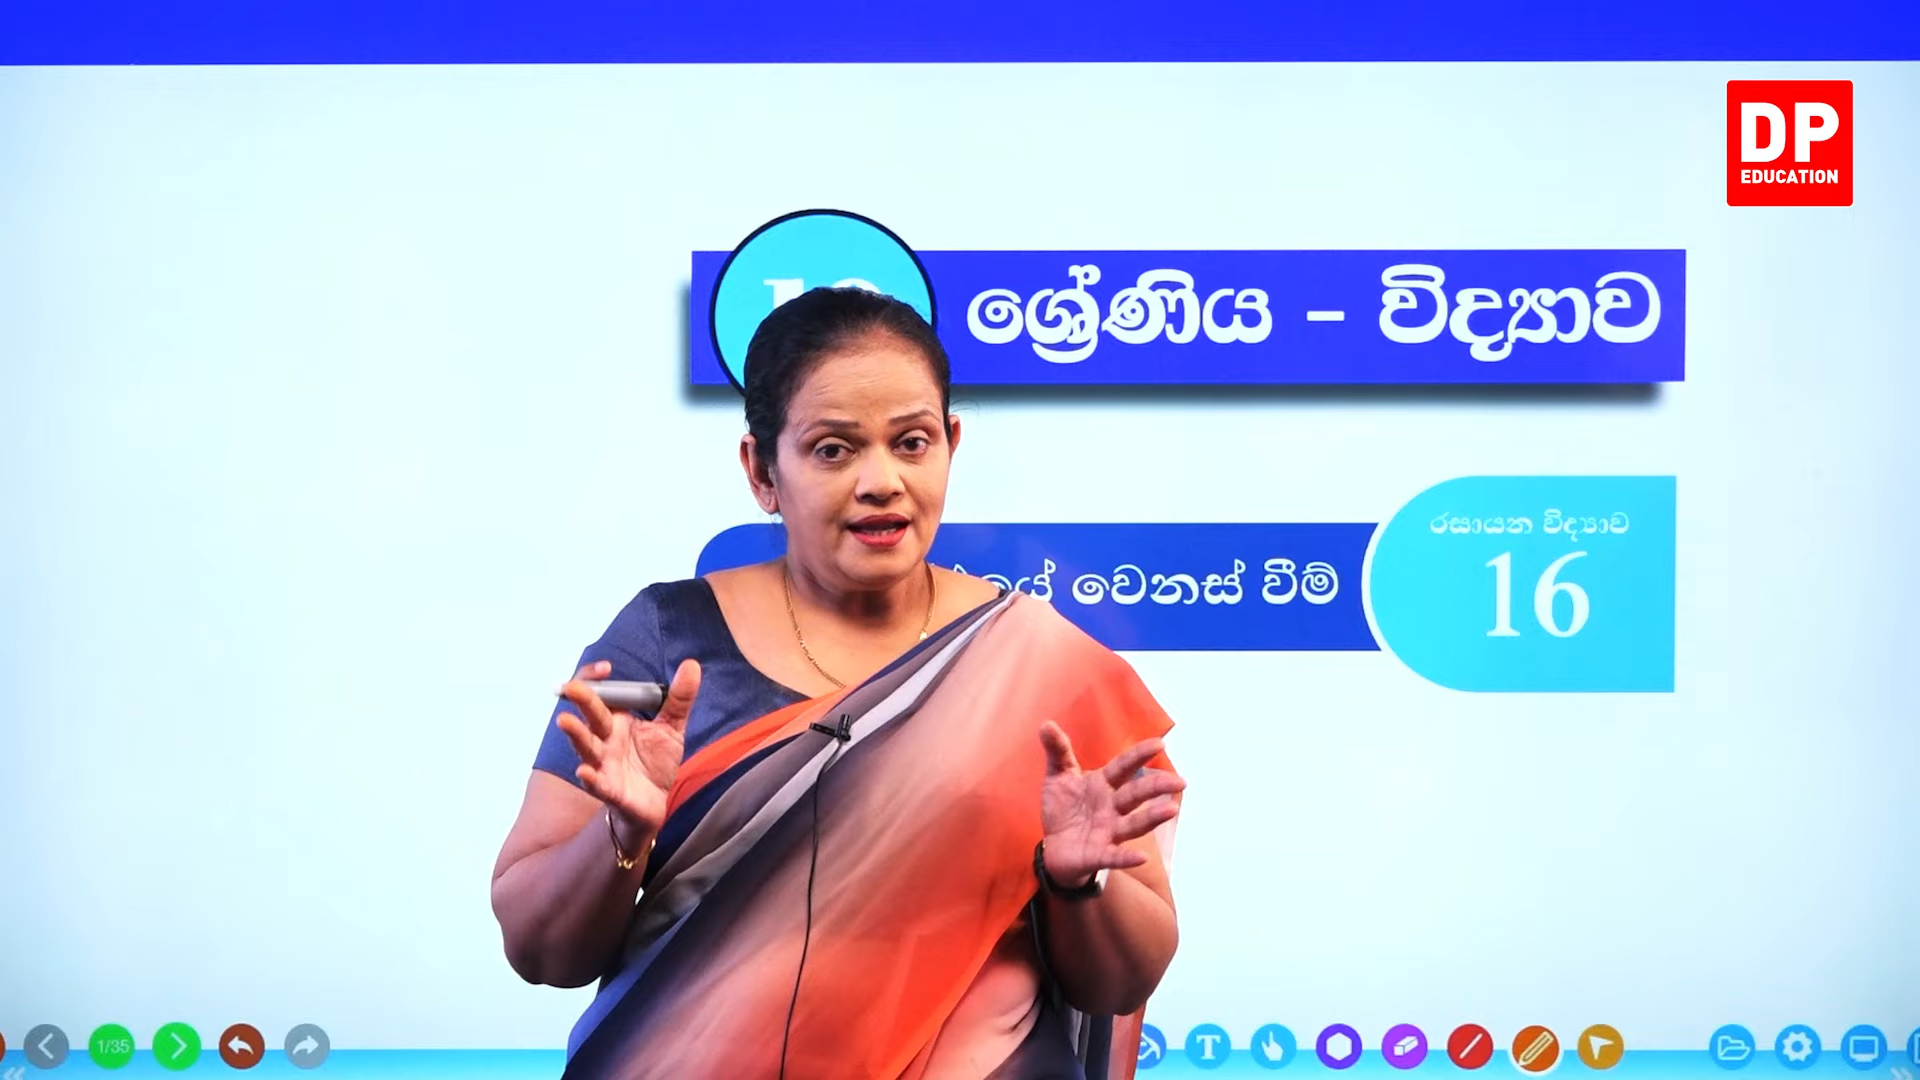 DP
EDUCATION
ශ්‍රේණිය – විද්‍යාව
රසායන විද්‍යාව
16
වෙනස් වීම්
1/35
T